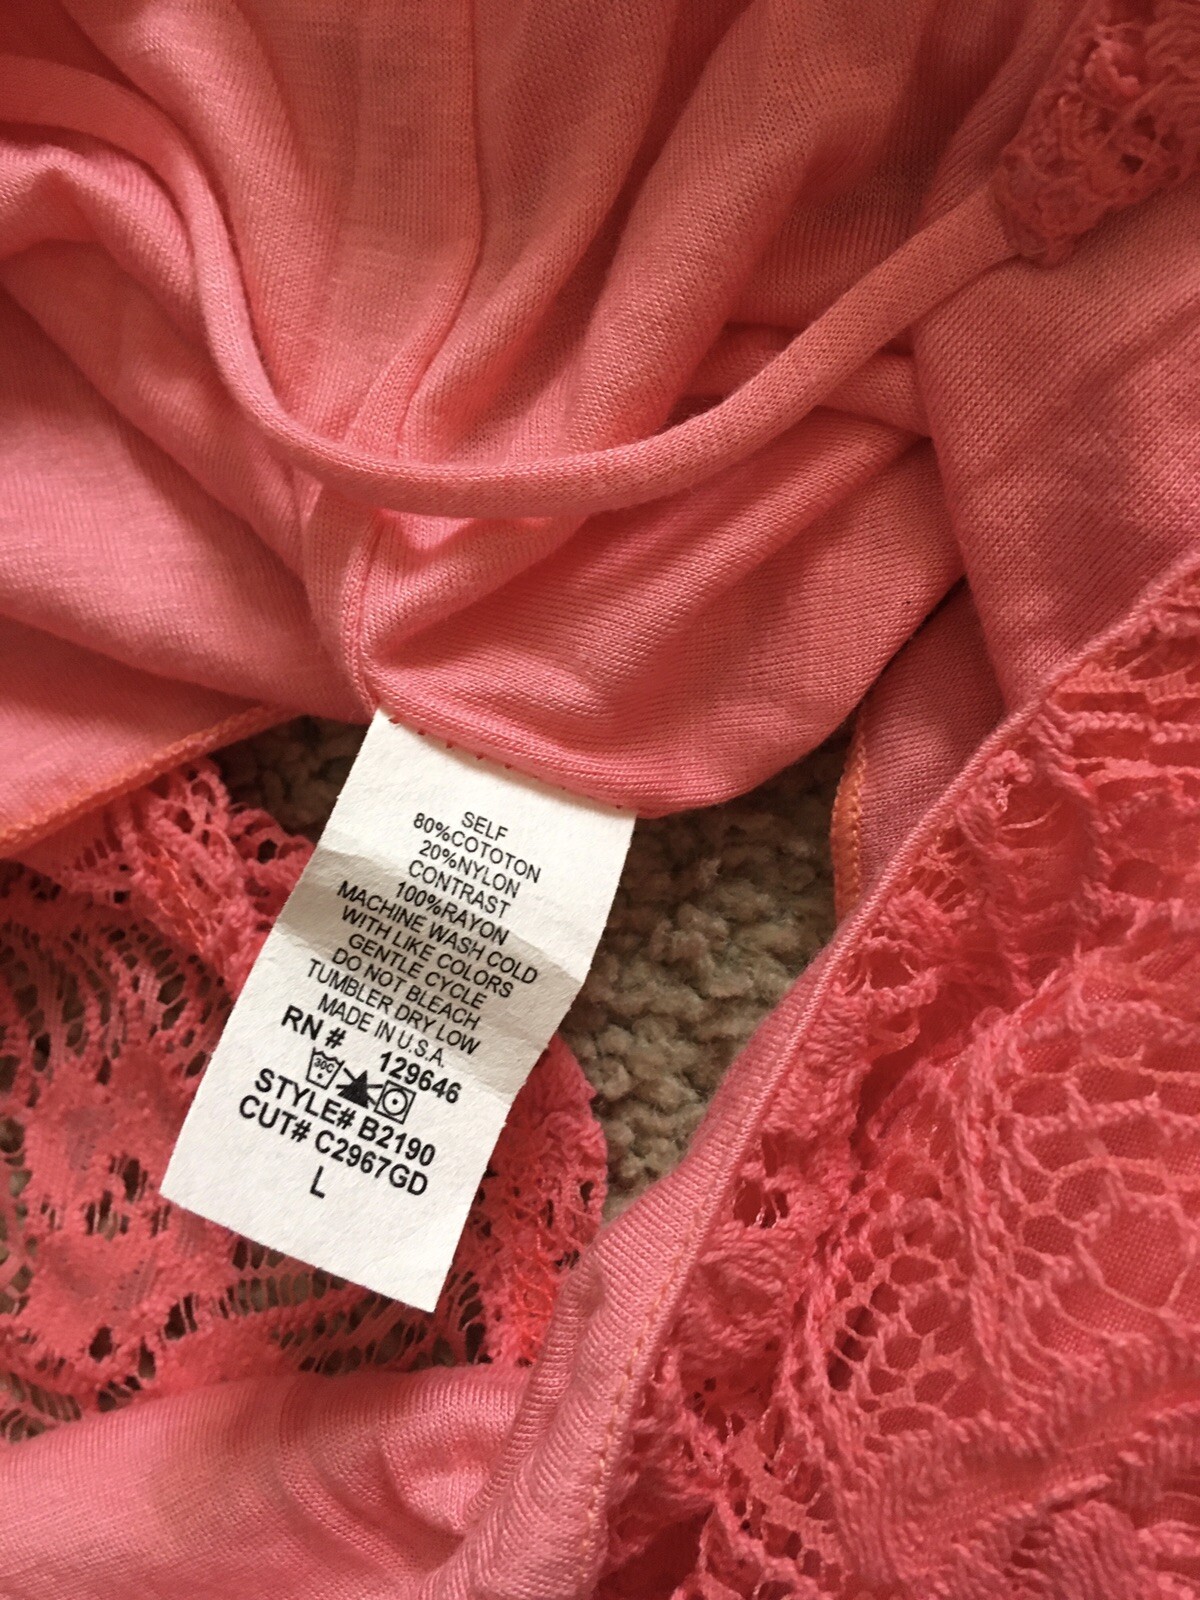 SELF
80%COTOTON
20%NYLON
CONTRAST
100%RAYON
MACHINE WASH COLD
WITH LIKE COLORS
GENTLE CYCLE
DO NOT BLEACH
TUMBLER DRY LOW
MADE IN U.S.A.
RN # 129646
30C
STYLE# B2190
CUT# C2967GD
L